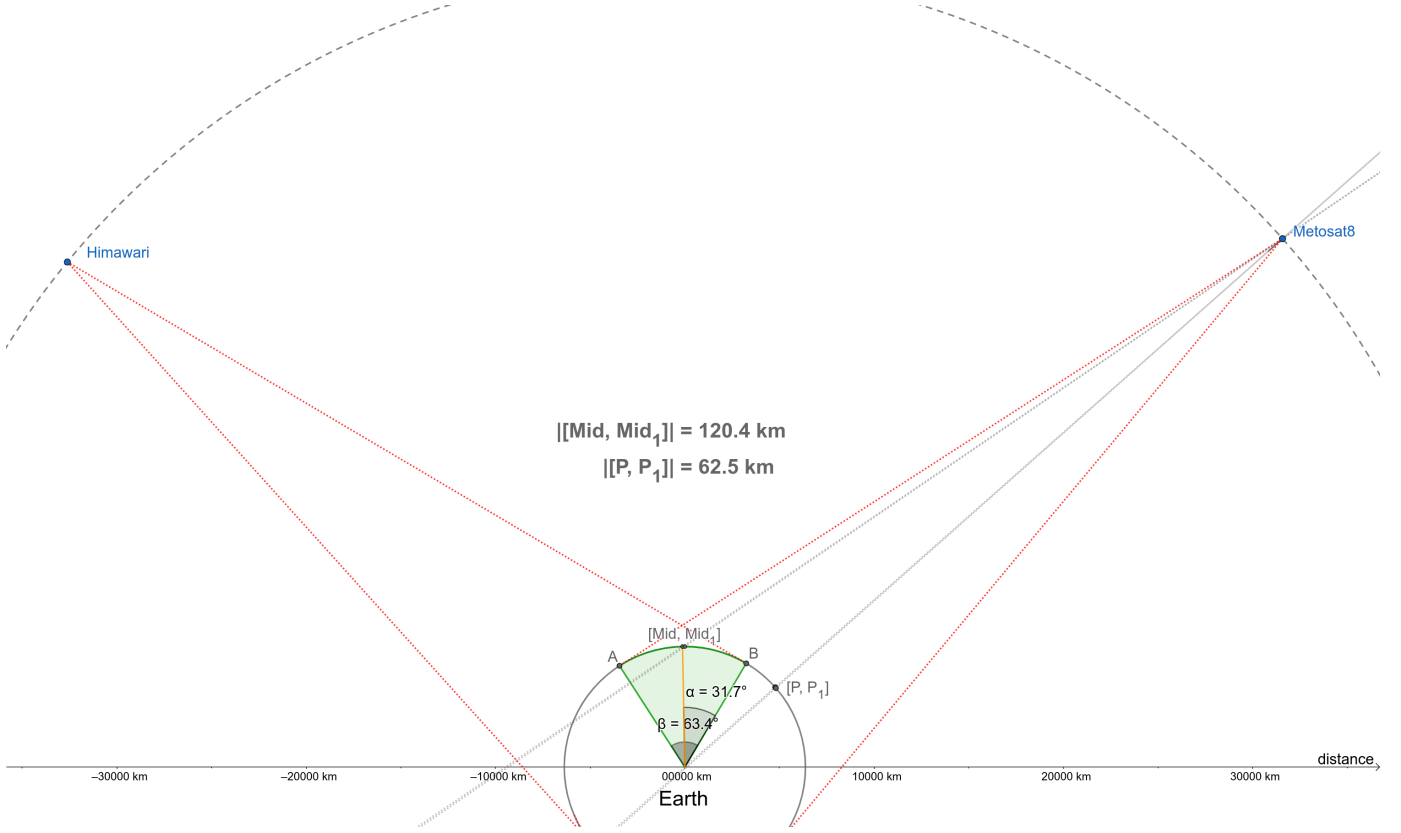 Metosat8
Himawari
|[Mid, Mid₁]| = 120.4 km
|[P, P₁]| = 62.5 km
[Mid, Mid₁]
A
B
[P, P₁]
α = 31.7°
β = 63.4°
distance
–30000 km
–20000 km
–10000 km
00000 km
10000 km
20000 km
30000 km
Earth